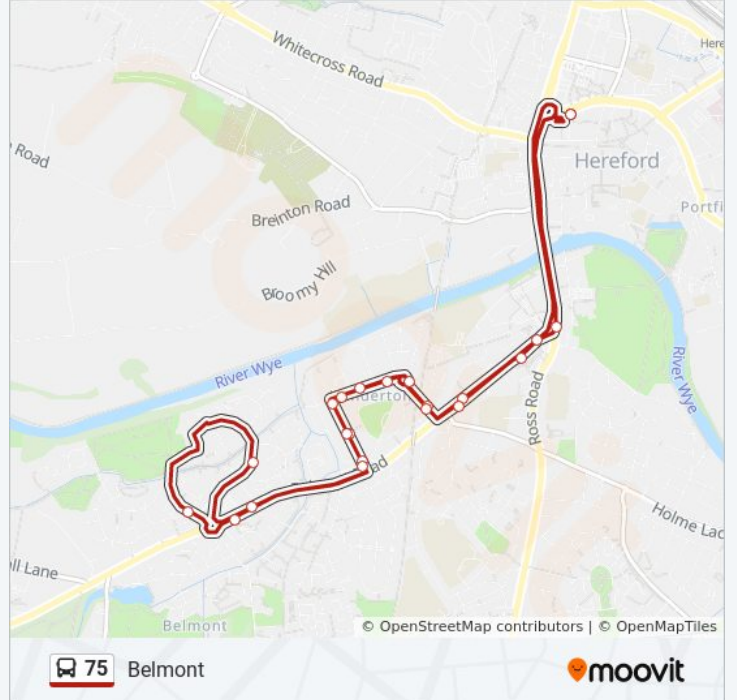 Whitecross Road
Here
Hereford
Road
Breinton Road
Portfi
Broomy Hill
River Wye
River Wye
Ross Road
Holme Lac
ll Lane
Belmont
© OpenStreetMap contributors | © OpenMapTiles
75 Belmont
moovit